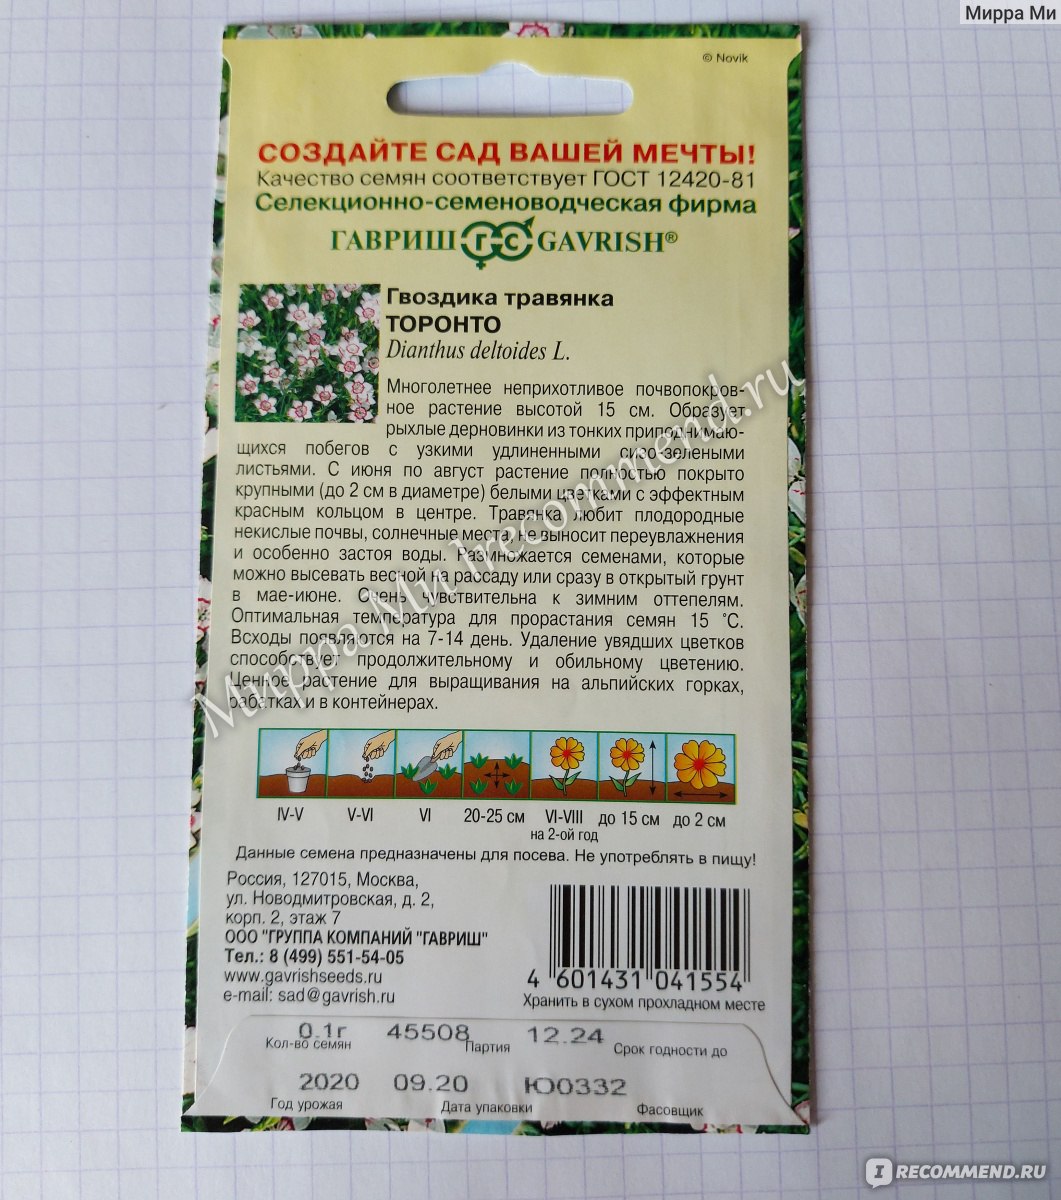 Мирра Ми
© Novik
СОЗДАЙТЕ САД ВАШЕЙ МЕЧТЫ!
Качество семян соответствует ГОСТ 12420-81
Селекционно-семеноводческая фирма
ГАВРИШ ГС GAVRISH®
Гвоздика травянка
ТОРОНТО
Dianthus deltoides L.
Многолетнее неприхотливое почвопокров-
ное растение высотой 15 см. Образует
рыхлые дерновинки из тонких приподнимаю-
щихся побегов с узкими удлиненными сизо-зелеными
листьями. С июня по август растение полностью покрыто
крупными (до 2 см в диаметре) белыми цветками с эффектным
красным кольцом в центре. Травянка любит плодородные
некислые почвы, солнечные места, не выносит переувлажнения
и особенно застоя воды. Размножается семенами, которые
можно высевать весной на рассаду или сразу в открытый грунт
в мае-июне. Очень чувствительна к зимним оттепелям.
Оптимальная температура для прорастания семян 15 °С.
Всходы появляются на 7-14 день. Удаление увядших цветков
способствует продолжительному и обильному цветению.
Ценное растение для выращивания на альпийских горках,
рабатках и в контейнерах.
Мирра Ми Irecommend.ru
IV-V V-VI VI 20-25 см VI-VIII до 15 см до 2 см
на 2-ой год
Данные семена предназначены для посева. Не употреблять в пищу!
Россия, 127015, Москва,
ул. Новодмитровская, д. 2,
корп. 2, этаж 7
ООО "ГРУППА КОМПАНИЙ "ГАВРИШ"
Тел.: 8 (499) 551-54-05
www.gavrishseeds.ru
e-mail: sad@gavrish.ru
4 601431 041554
Хранить в сухом прохладном месте
0.1г 45508 12.24
Кол-во семян Партия Срок годности до
2020 09.20 Ю0332
Год урожая Дата упаковки Фасовщик
I RECOMMEND.RU